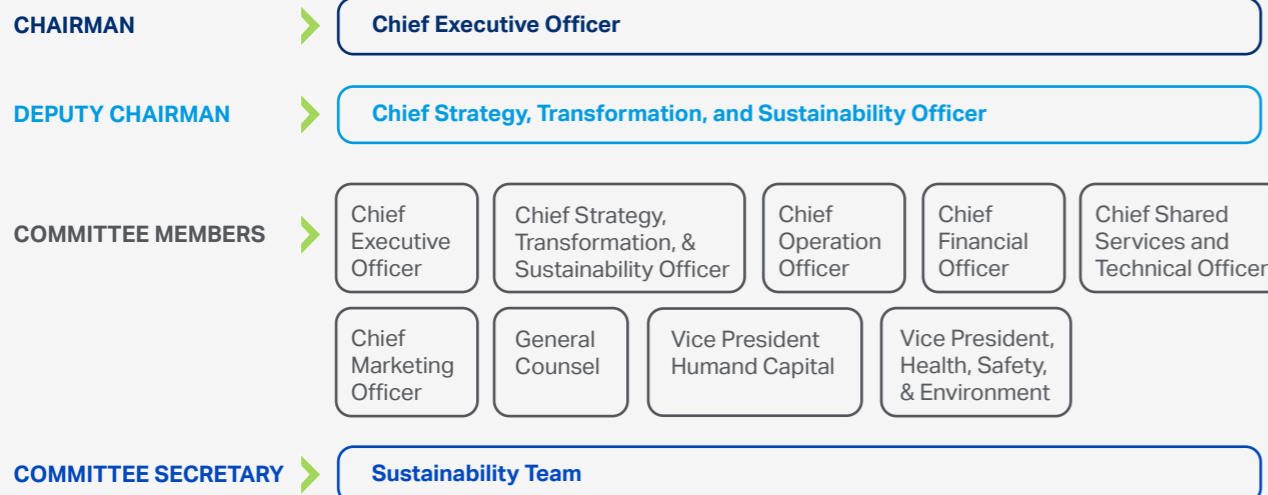 CHAIRMAN
Chief Executive Officer
DEPUTY CHAIRMAN
Chief Strategy, Transformation, and Sustainability Officer
COMMITTEE MEMBERS
Chief
Executive
Officer
Chief Strategy,
Transformation, &
Sustainability Officer
Chief
Operation
Officer
Chief
Financial
Officer
Chief Shared
Services and
Technical Officer
Chief
Marketing
Officer
General
Counsel
Vice President
Humand Capital
Vice President,
Health, Safety,
& Environment
COMMITTEE SECRETARY
Sustainability Team